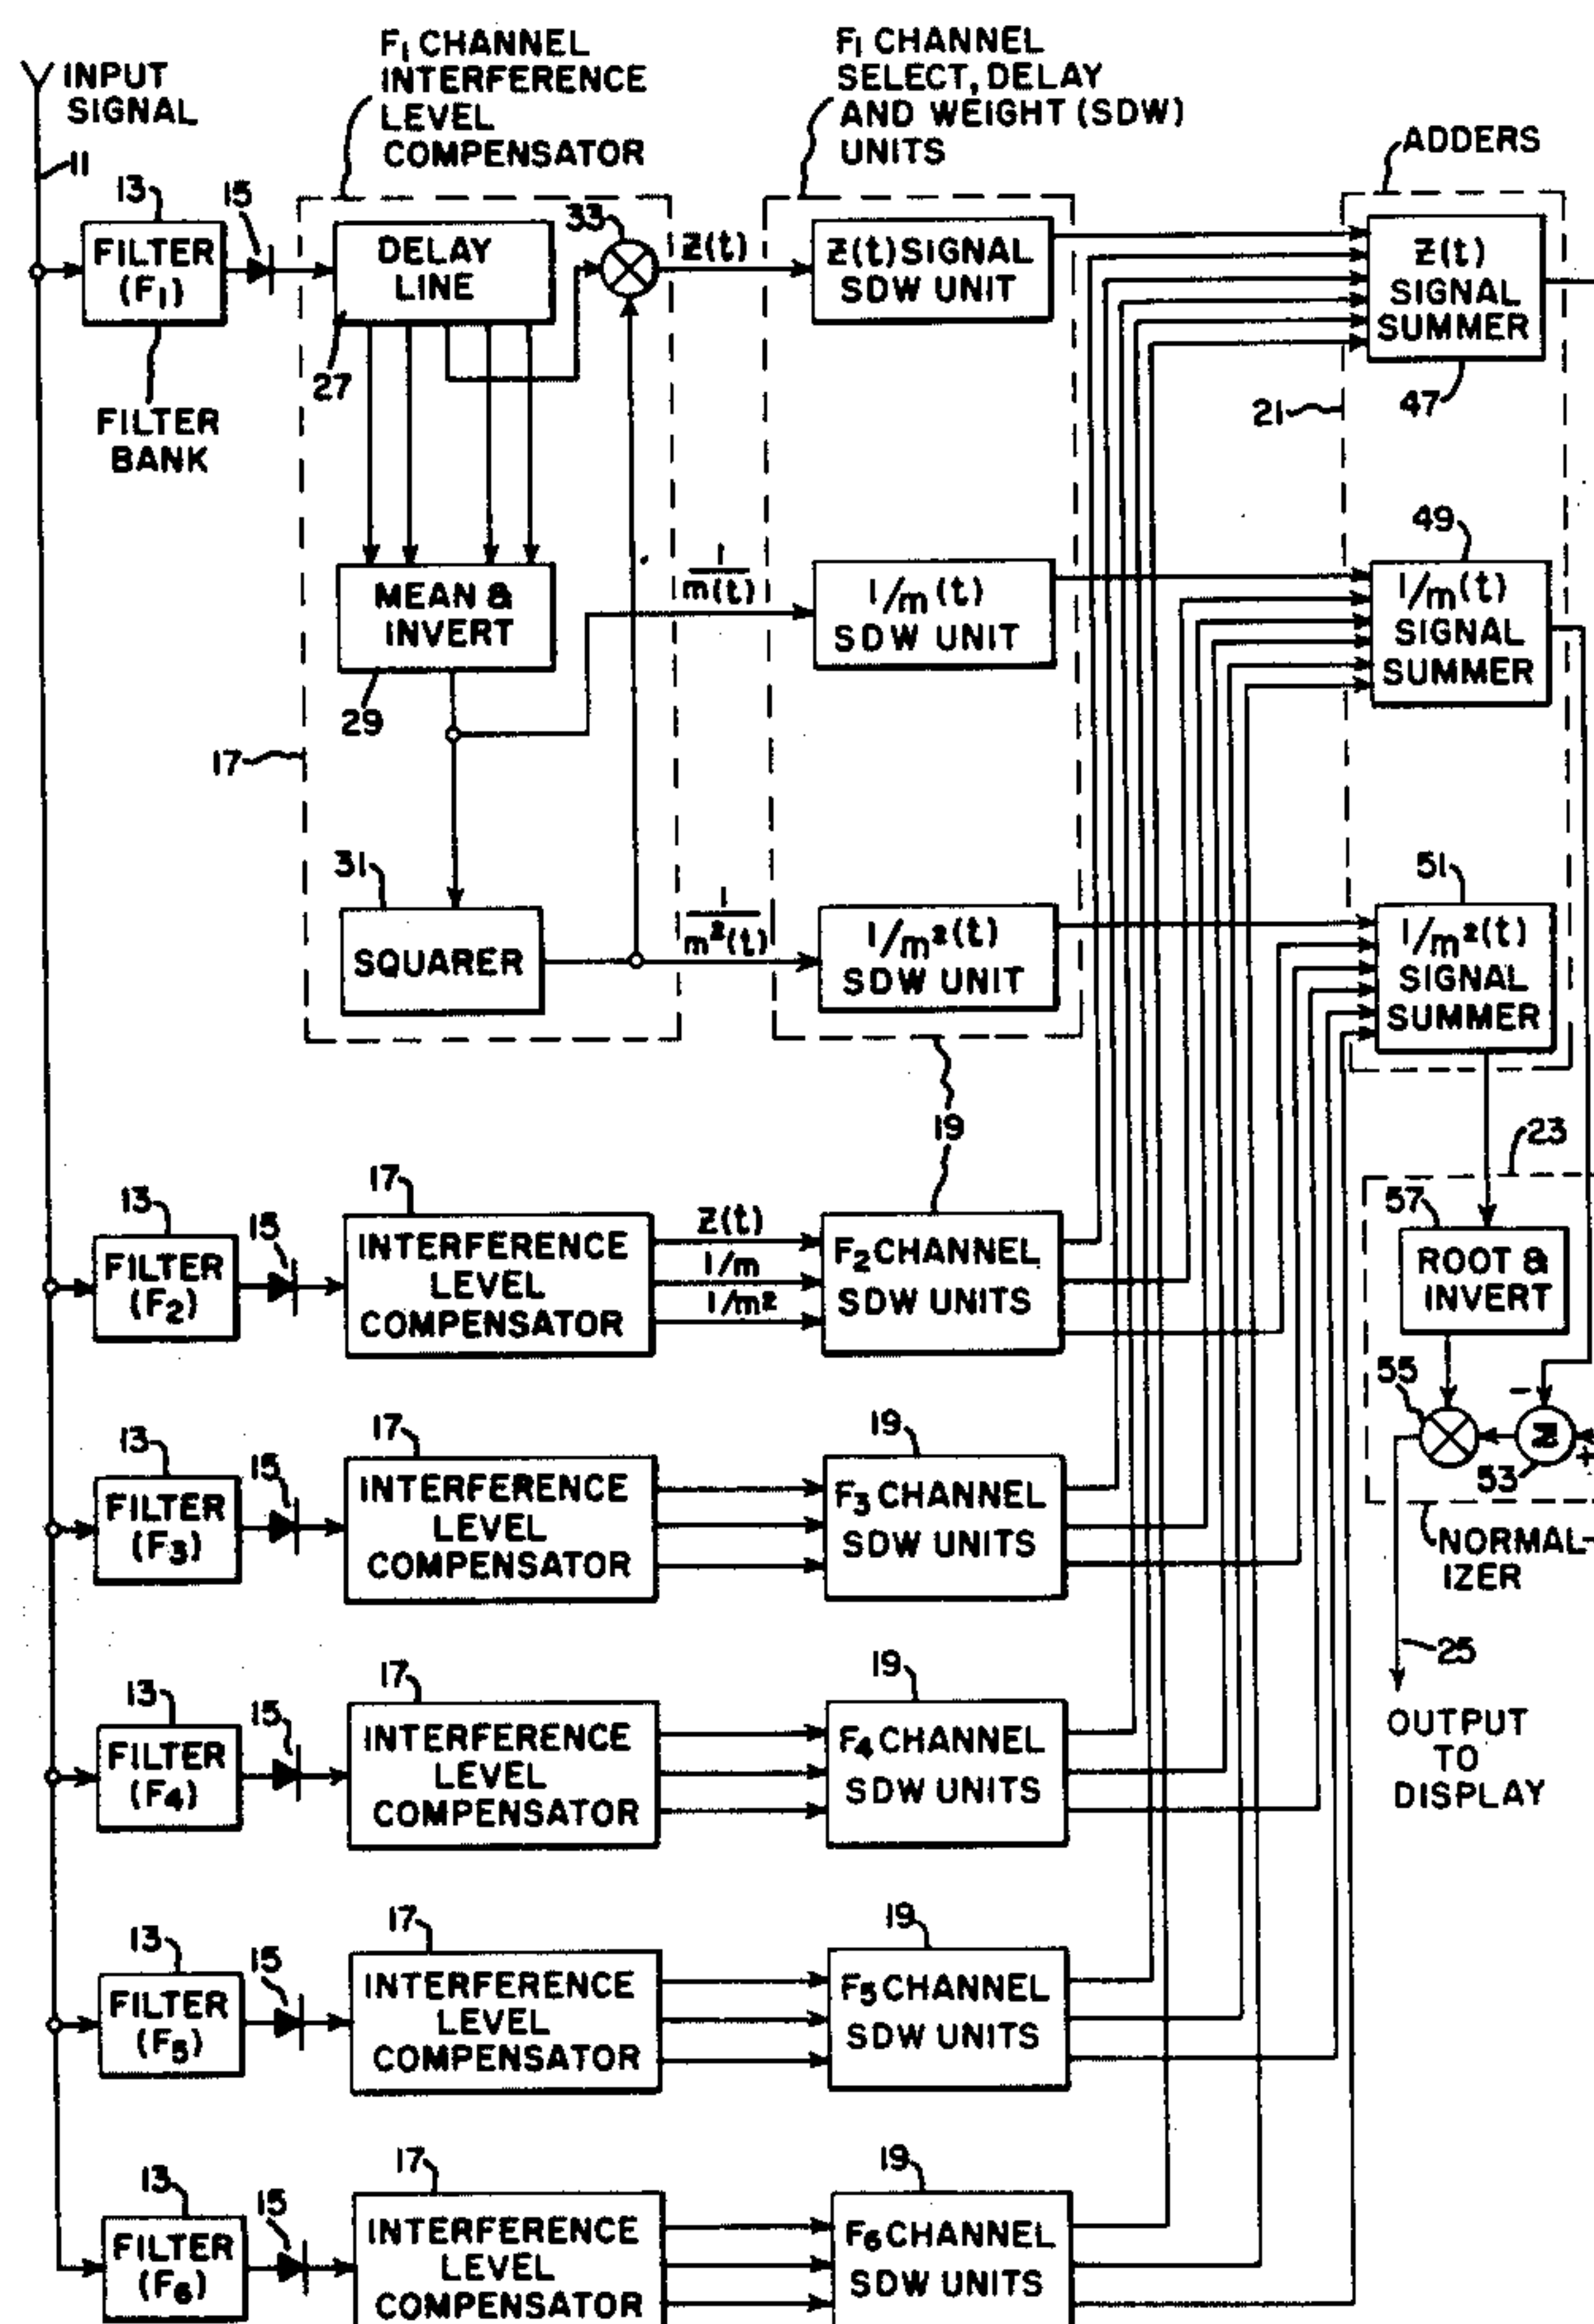 INPUT
SIGNAL
11
F1 CHANNEL
INTERFERENCE
LEVEL
COMPENSATOR
F1 CHANNEL
SELECT, DELAY
AND WEIGHT (SDW)
UNITS
ADDERS
13
FILTER
(F1)
FILTER
BANK
15
DELAY
LINE
27
33
Z(t)
Z(t) SIGNAL
SDW UNIT
Z(t)
SIGNAL
SUMMER
47
21
MEAN &
INVERT
29
17
1
m(t)
1/m(t)
SDW UNIT
49
1/m(t)
SIGNAL
SUMMER
31
SQUARER
1
m²(t)
1/m²(t)
SDW UNIT
51
1/m²(t)
SIGNAL
SUMMER
19
23
57
ROOT &
INVERT
55
−
Σ
+
53
NORMAL-
IZER
25
OUTPUT
TO
DISPLAY
13
FILTER
(F2)
15
17
INTERFERENCE
LEVEL
COMPENSATOR
Z(t)
1/m
1/m²
F2 CHANNEL
SDW UNITS
13
FILTER
(F3)
15
17
INTERFERENCE
LEVEL
COMPENSATOR
19
F3 CHANNEL
SDW UNITS
13
FILTER
(F4)
15
17
INTERFERENCE
LEVEL
COMPENSATOR
19
F4 CHANNEL
SDW UNITS
13
FILTER
(F5)
15
17
INTERFERENCE
LEVEL
COMPENSATOR
19
F5 CHANNEL
SDW UNITS
13
FILTER
(F6)
15
17
INTERFERENCE
LEVEL
COMPENSATOR
19
F6 CHANNEL
SDW UNITS